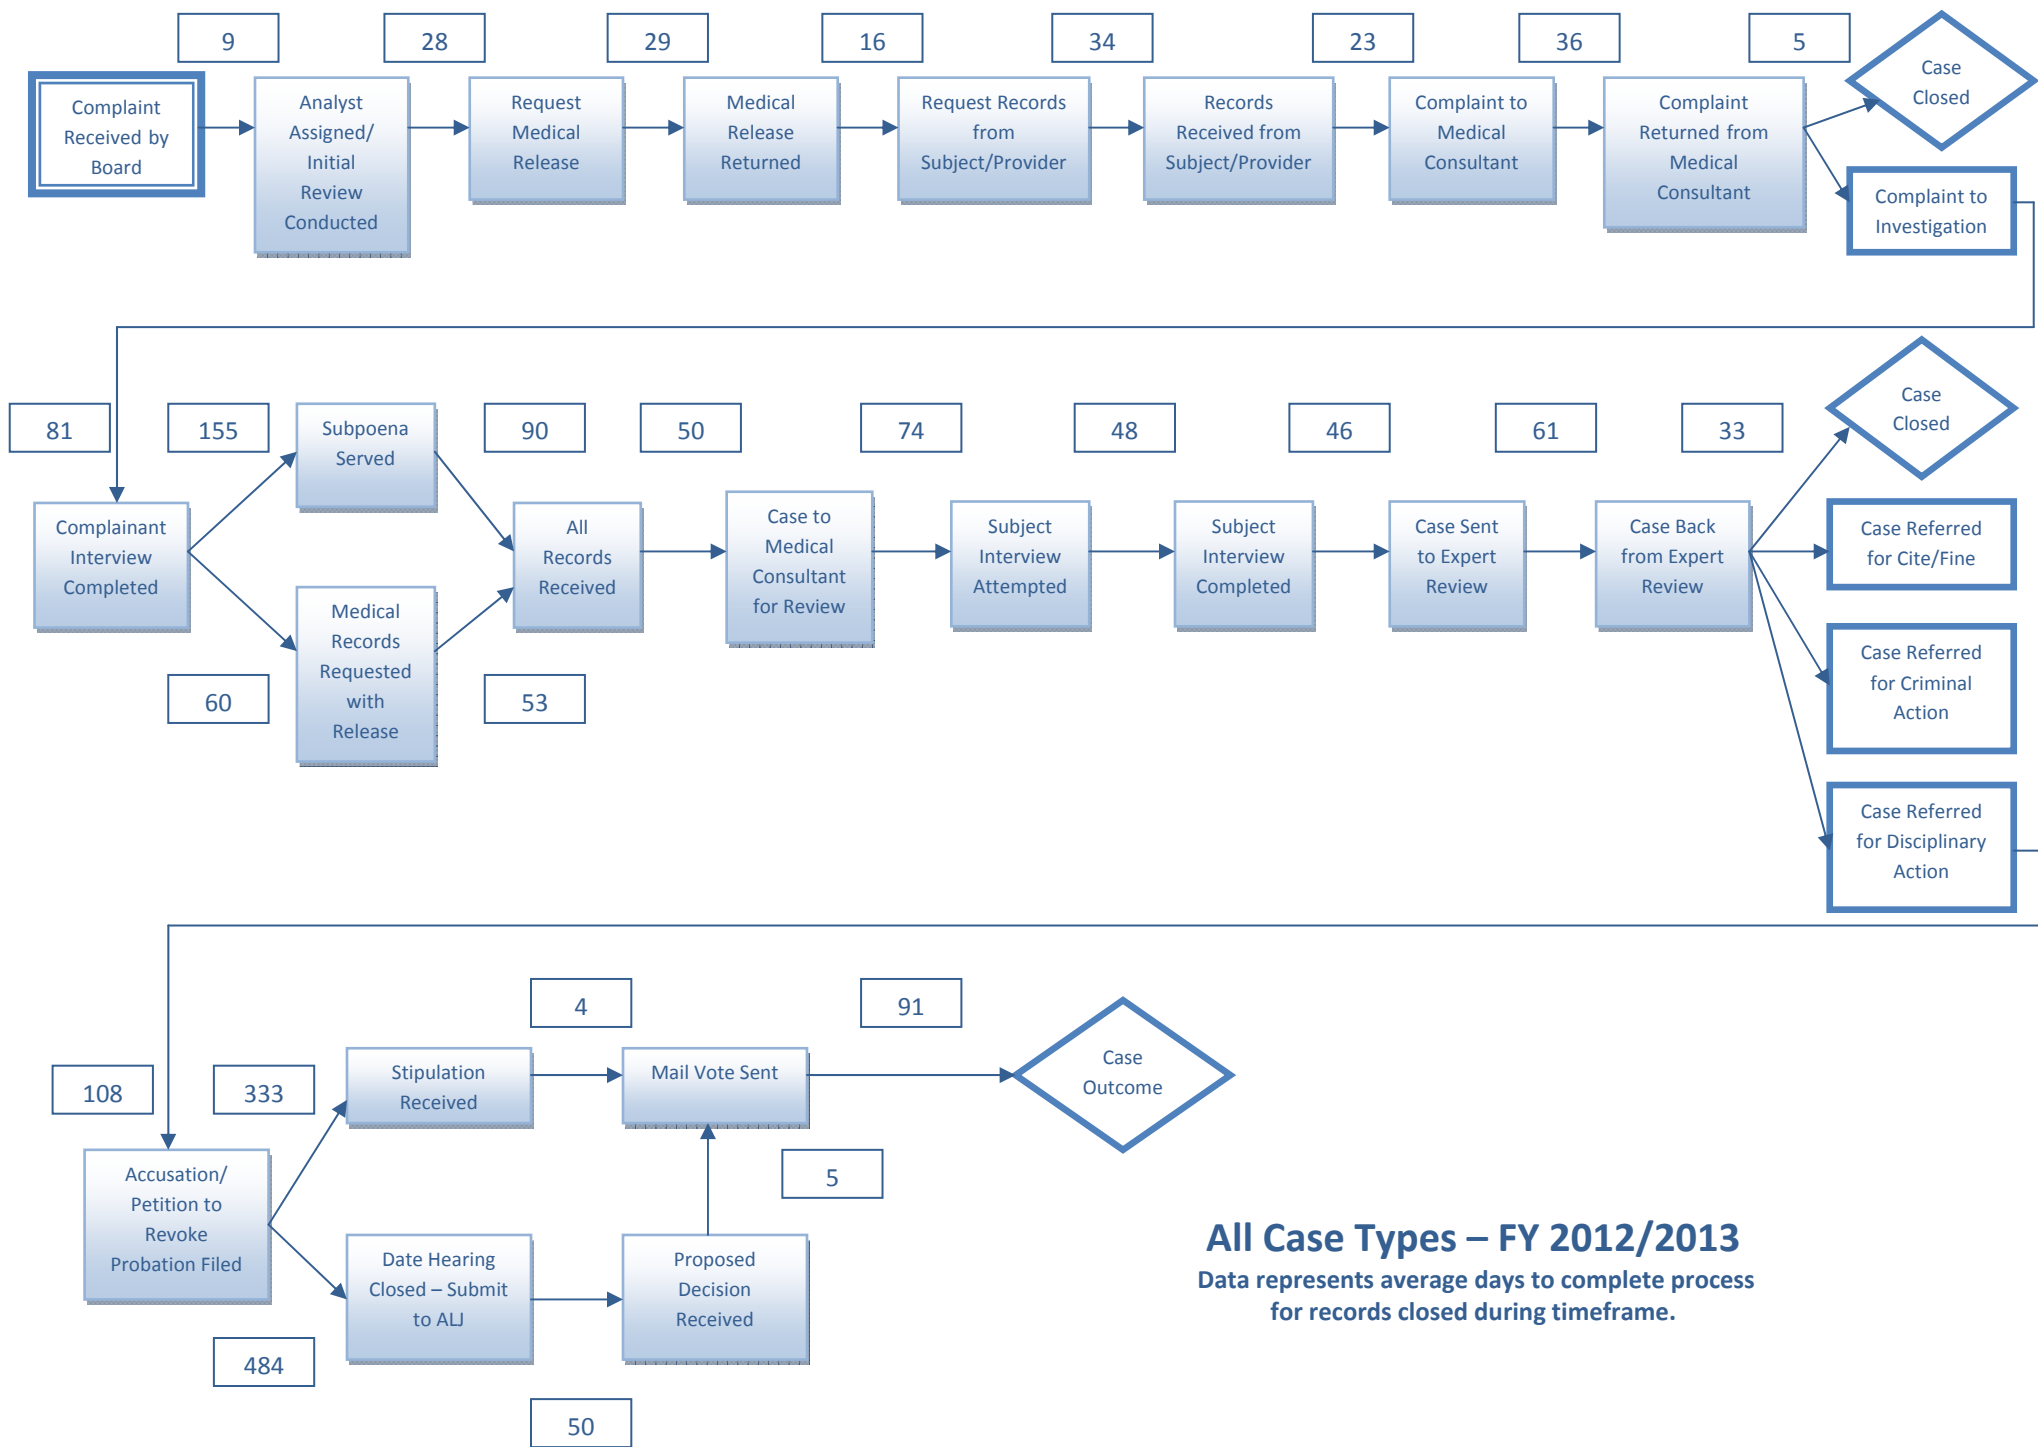 9
28
29
16
34
23
36
5
Complaint
Received by
Board
Analyst
Assigned/
Initial
Review
Conducted
Request
Medical
Release
Medical
Release
Returned
Request Records
from
Subject/Provider
Records
Received from
Subject/Provider
Complaint to
Medical
Consultant
Complaint
Returned from
Medical
Consultant
Case
Closed
Complaint to
Investigation
81
155
90
50
74
48
46
61
33
Complainant
Interview
Completed
Subpoena
Served
Medical
Records
Requested
with
Release
60
53
All
Records
Received
Case to
Medical
Consultant
for Review
Subject
Interview
Attempted
Subject
Interview
Completed
Case Sent
to Expert
Review
Case Back
from Expert
Review
Case
Closed
Case Referred
for Cite/Fine
Case Referred
for Criminal
Action
Case Referred
for Disciplinary
Action
108
333
4
91
Accusation/
Petition to
Revoke
Probation Filed
Stipulation
Received
Mail Vote Sent
Case
Outcome
5
Date Hearing
Closed – Submit
to ALJ
Proposed
Decision
Received
484
50
All Case Types – FY 2012/2013
Data represents average days to complete process
for records closed during timeframe.